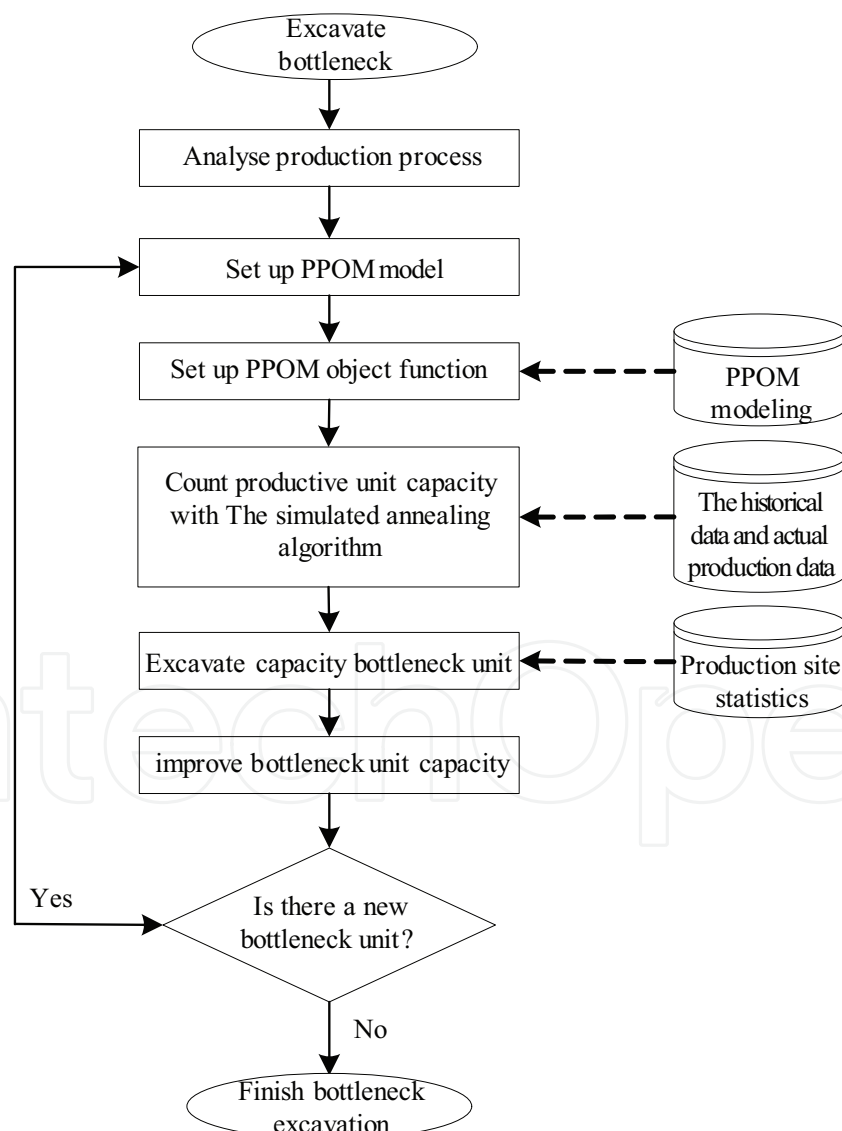 Excavate
bottleneck
Analyse production process
Set up PPOM model
Set up PPOM object function
PPOM
modeling
Count productive unit capacity
with The simulated annealing
algorithm
The historical
data and actual
production data
Excavate capacity bottleneck unit
Production site
statistics
improve bottleneck unit capacity
ntechOpe
Yes
Is there a new
bottleneck unit?
No
Finish bottleneck
excavation